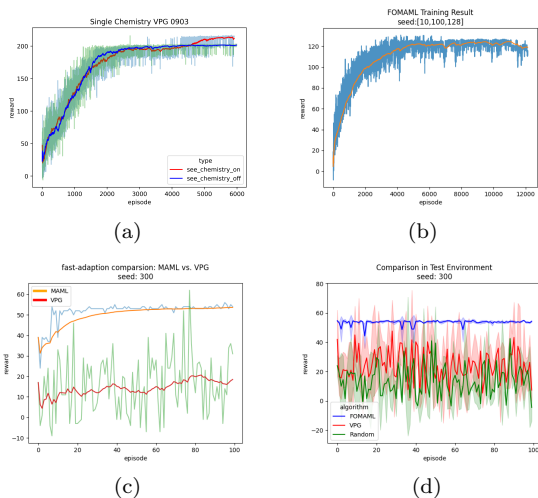 Single Chemistry VPG 0903
200
150
100
50
0
reward
type
see_chemistry_on
see_chemistry_off
0 1000 2000 3000 4000 5000 6000
episode
(a)
FOMAML Training Result
seed:[10,100,128]
120
100
80
60
40
20
0
reward
0 2000 4000 6000 8000 10000 12000
episode
(b)
fast-adaption comparsion: MAML vs. VPG
seed: 300
MAML
VPG
60
50
40
30
20
10
0
−10
reward
0 20 40 60 80 100
episode
(c)
Comparison in Test Environment
seed: 300
80
60
40
20
0
−20
reward
algorithm
FOMAML
VPG
Random
0 20 40 60 80 100
episode
(d)